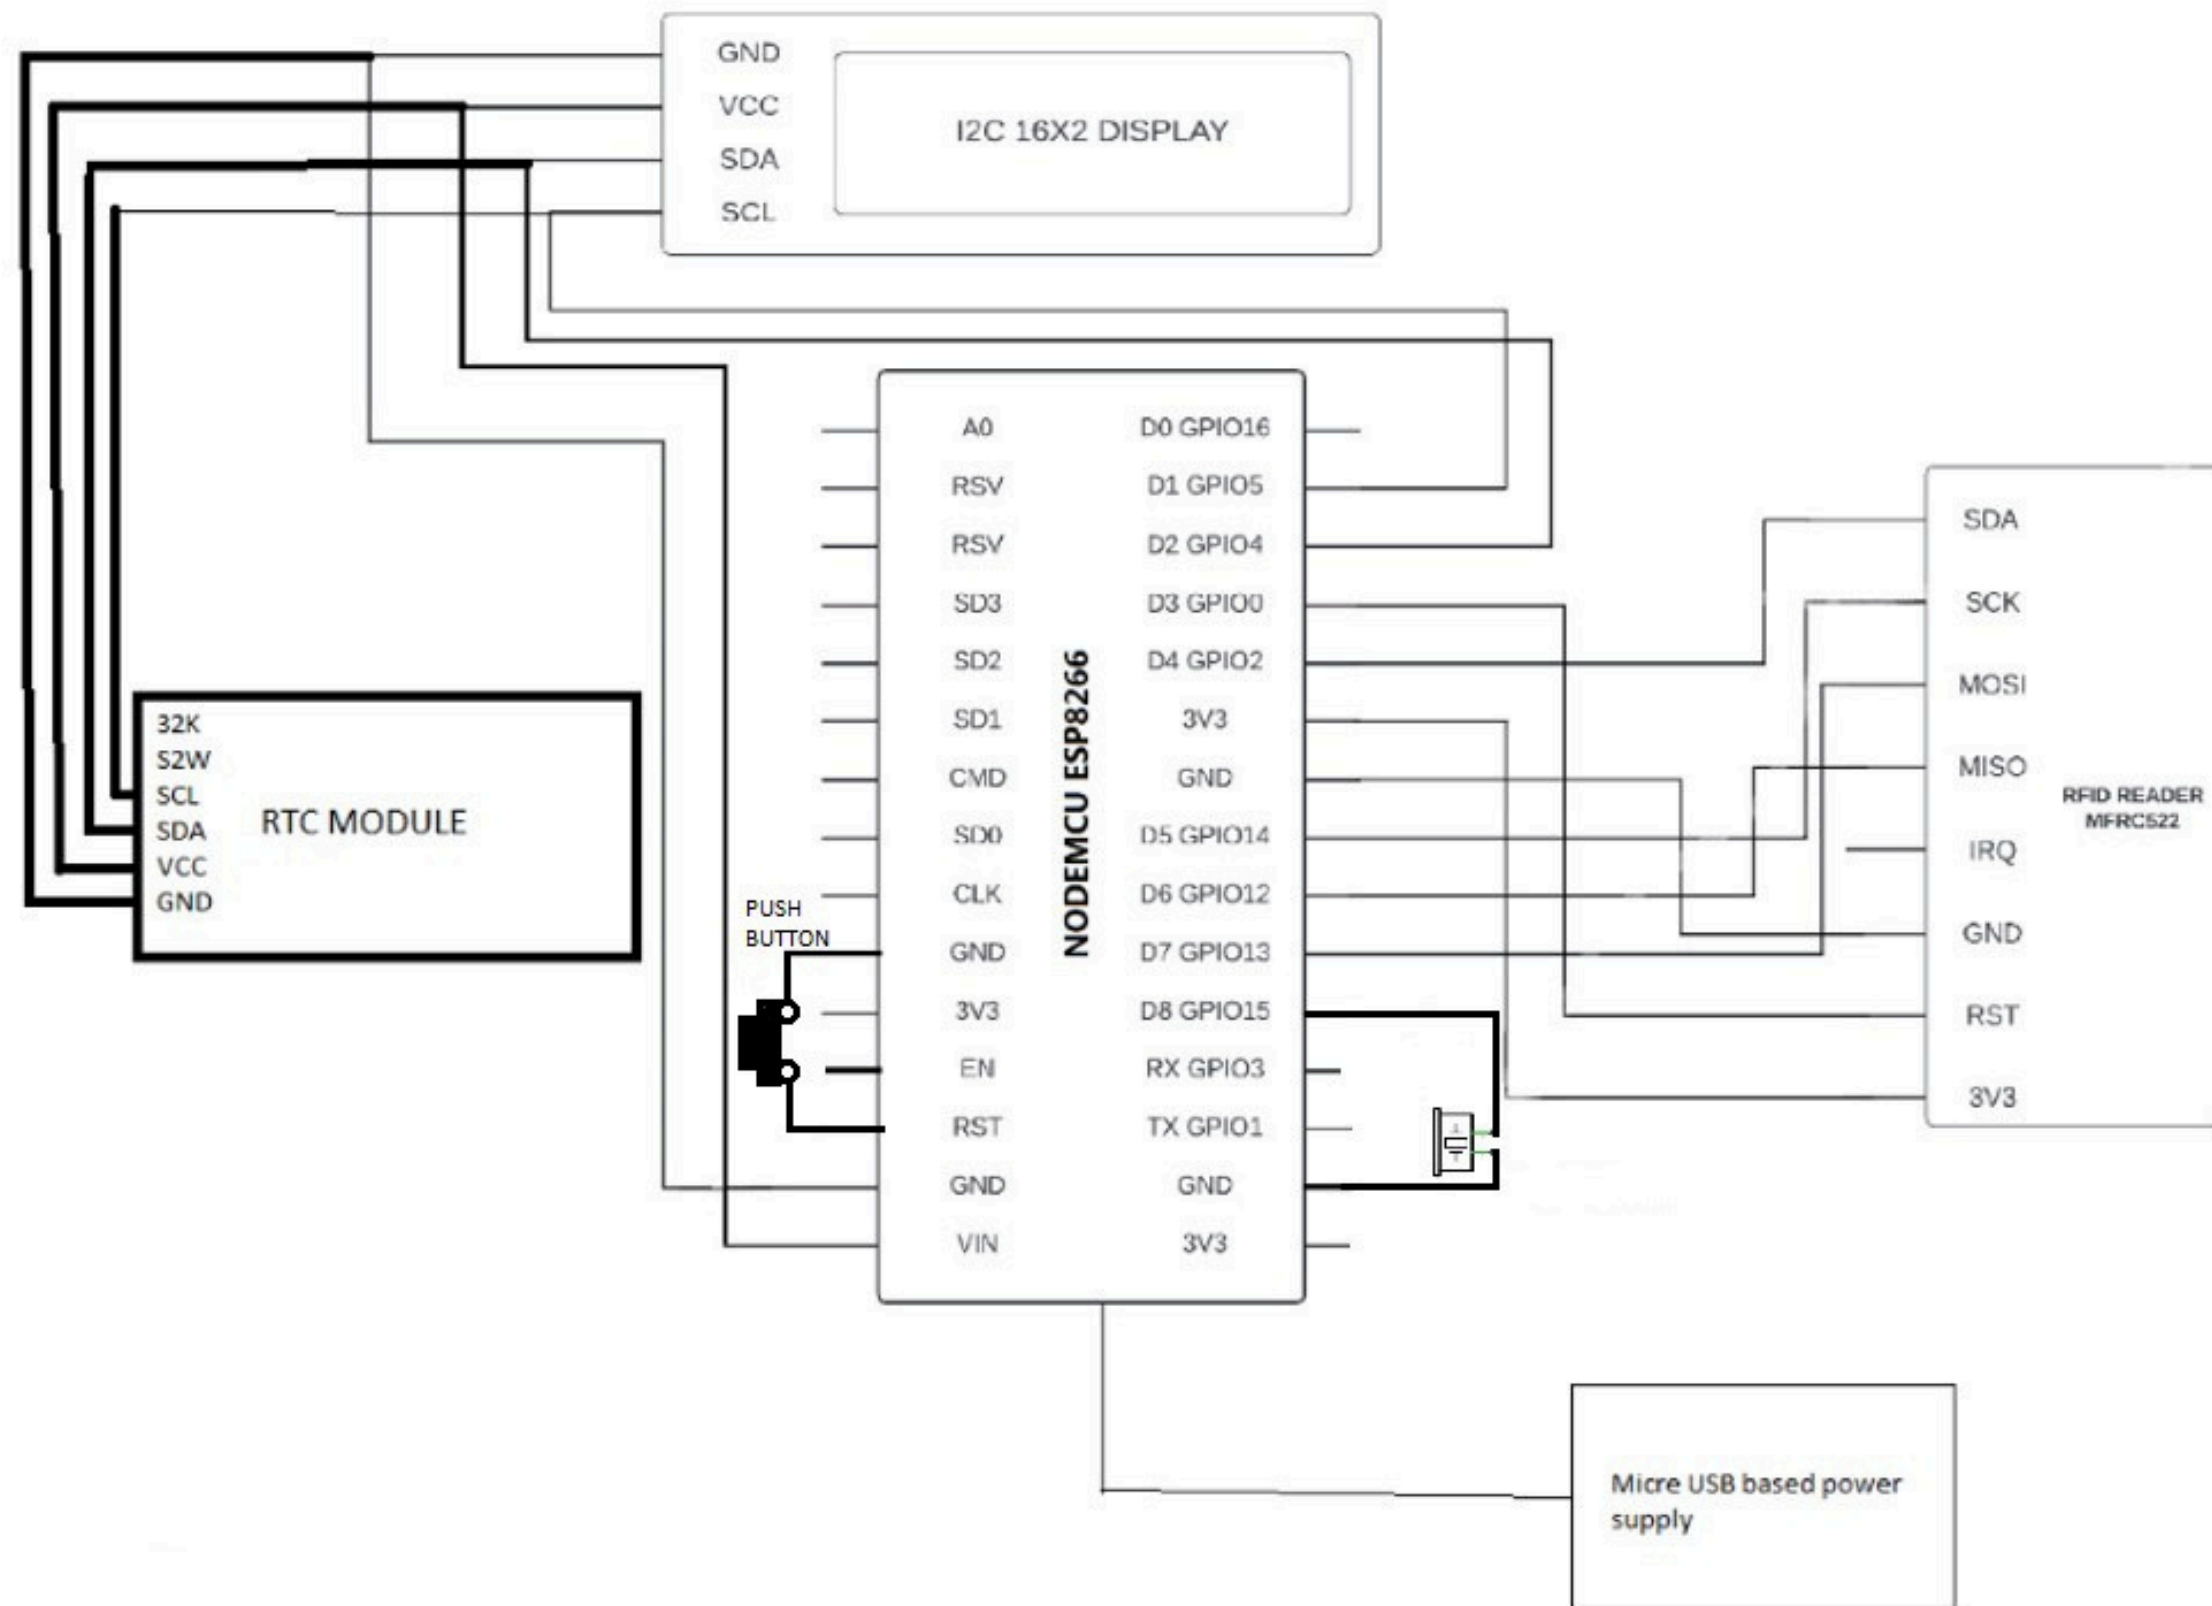 GND
VCC
SDA
SCL
I2C 16X2 DISPLAY
A0
RSV
RSV
SD3
SD2
SD1
CMD
SD0
CLK
GND
3V3
EN
RST
GND
VIN
NODEMCU ESP8266
D0 GPIO16
D1 GPIO5
D2 GPIO4
D3 GPIO0
D4 GPIO2
3V3
GND
D5 GPIO14
D6 GPIO12
D7 GPIO13
D8 GPIO15
RX GPIO3
TX GPIO1
GND
3V3
SDA
SCK
MOSI
MISO
IRQ
GND
RST
3V3
RFID READER
MFRC522
32K
S2W
SCL
SDA
VCC
GND
RTC MODULE
PUSH
BUTTON
Micre USB based power
supply